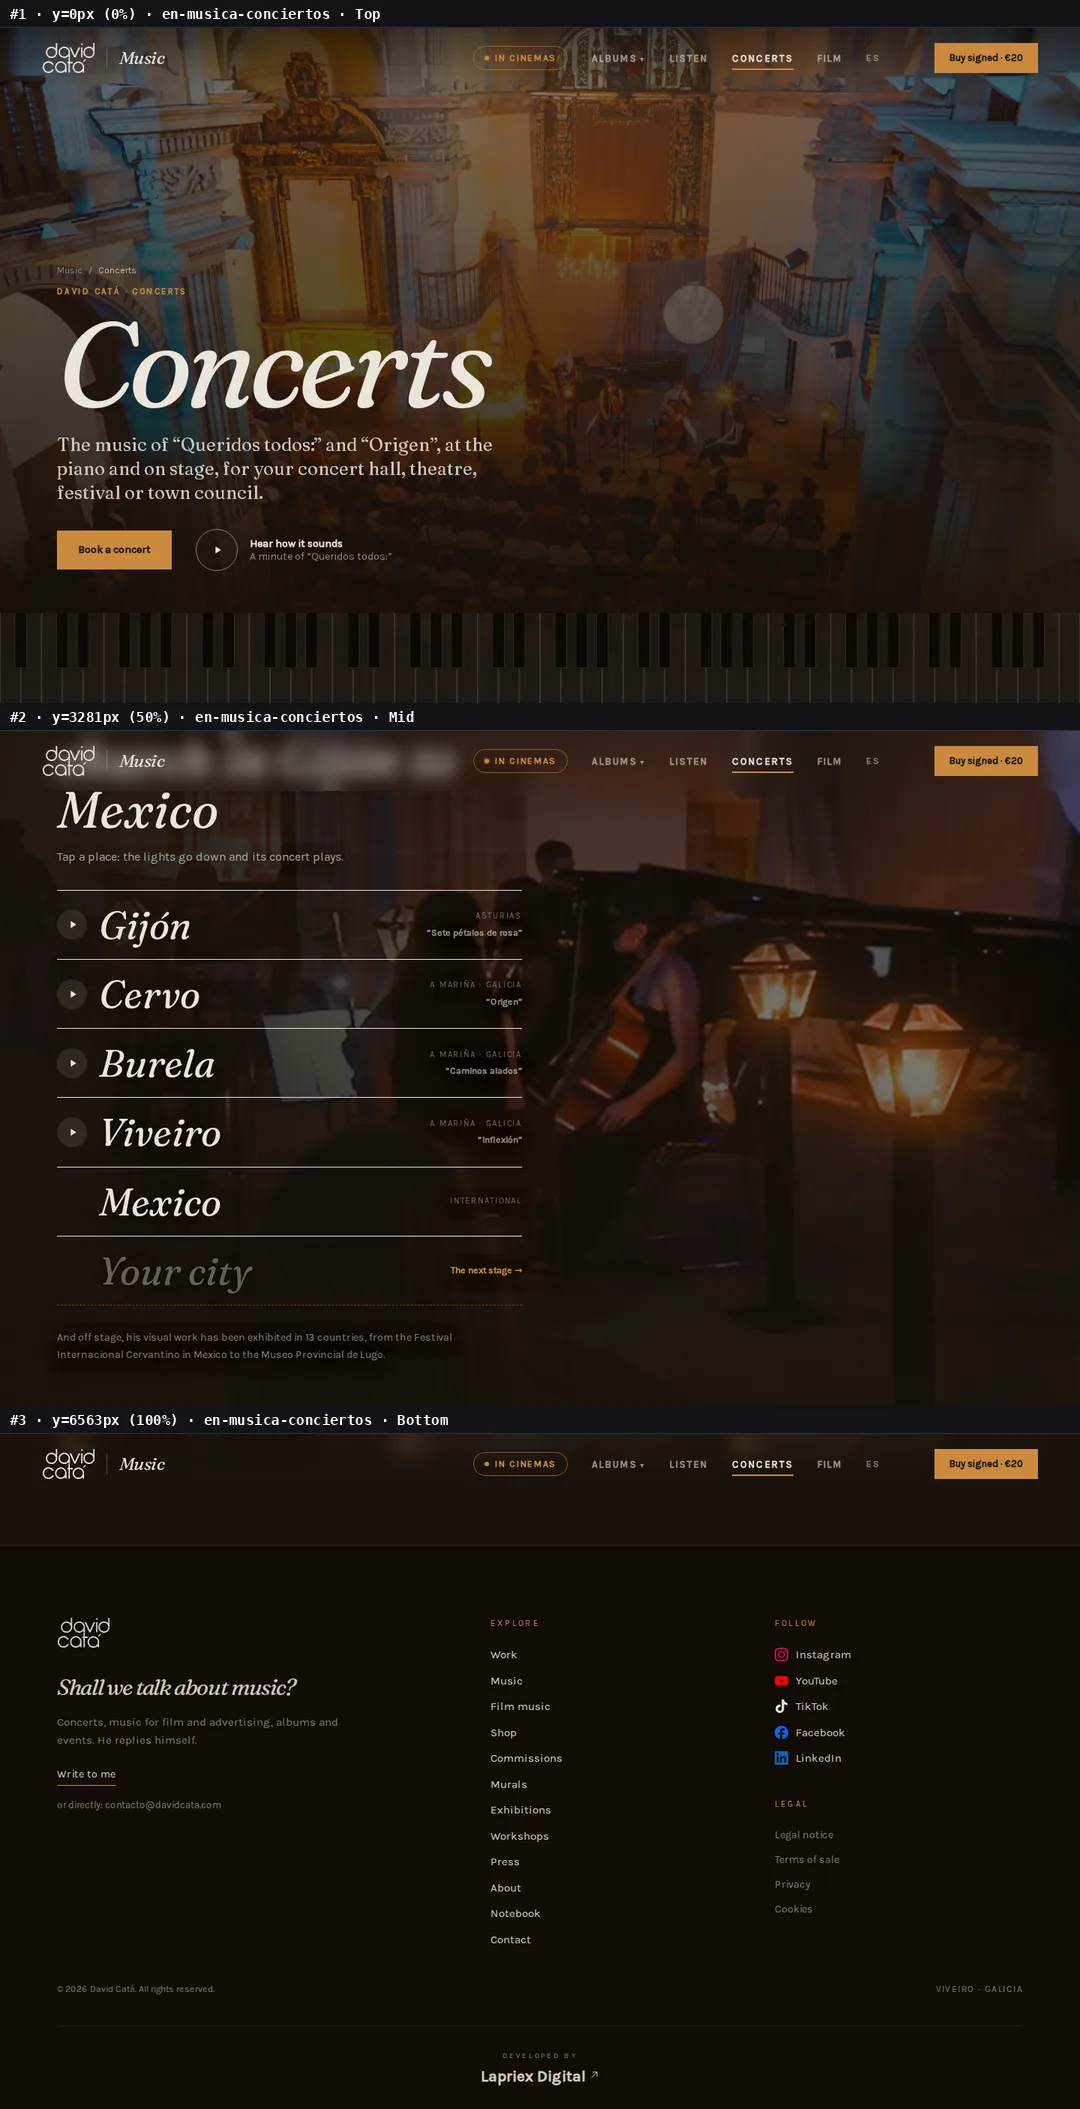 #1 · y=0px (0%) · en-musica-conciertos · Top
david catá
Music
IN CINEMAS
ALBUMS ▾
LISTEN
CONCERTS
FILM
ES
Buy signed · €20
Music / Concerts
DAVID CATÁ · CONCERTS
Concerts
The music of “Queridos todos:” and “Origen”, at the
piano and on stage, for your concert hall, theatre,
festival or town council.
Book a concert
Hear how it sounds
A minute of “Queridos todos:”
#2 · y=3281px (50%) · en-musica-conciertos · Mid
david catá
Music
IN CINEMAS
ALBUMS ▾
LISTEN
CONCERTS
FILM
ES
Buy signed · €20
Mexico
Tap a place: the lights go down and its concert plays.
Gijón
ASTURIAS
“Sete pétalos de rosa”
Cervo
A MARIÑA · GALICIA
“Origen”
Burela
A MARIÑA · GALICIA
“Caminos alados”
Viveiro
A MARIÑA · GALICIA
“Inflexión”
Mexico
INTERNATIONAL
Your city
The next stage →
And off stage, his visual work has been exhibited in 13 countries, from the Festival
Internacional Cervantino in Mexico to the Museo Provincial de Lugo.
#3 · y=6563px (100%) · en-musica-conciertos · Bottom
david catá
Music
IN CINEMAS
ALBUMS ▾
LISTEN
CONCERTS
FILM
ES
Buy signed · €20
david catá
Shall we talk about music?
Concerts, music for film and advertising, albums and
events. He replies himself.
Write to me
or directly: contacto@davidcata.com
EXPLORE
Work
Music
Film music
Shop
Commissions
Murals
Exhibitions
Workshops
Press
About
Notebook
Contact
FOLLOW
Instagram
YouTube
TikTok
Facebook
LinkedIn
LEGAL
Legal notice
Terms of sale
Privacy
Cookies
© 2026 David Catá. All rights reserved.
VIVEIRO · GALICIA
DEVELOPED BY
Lapriex Digital ↗